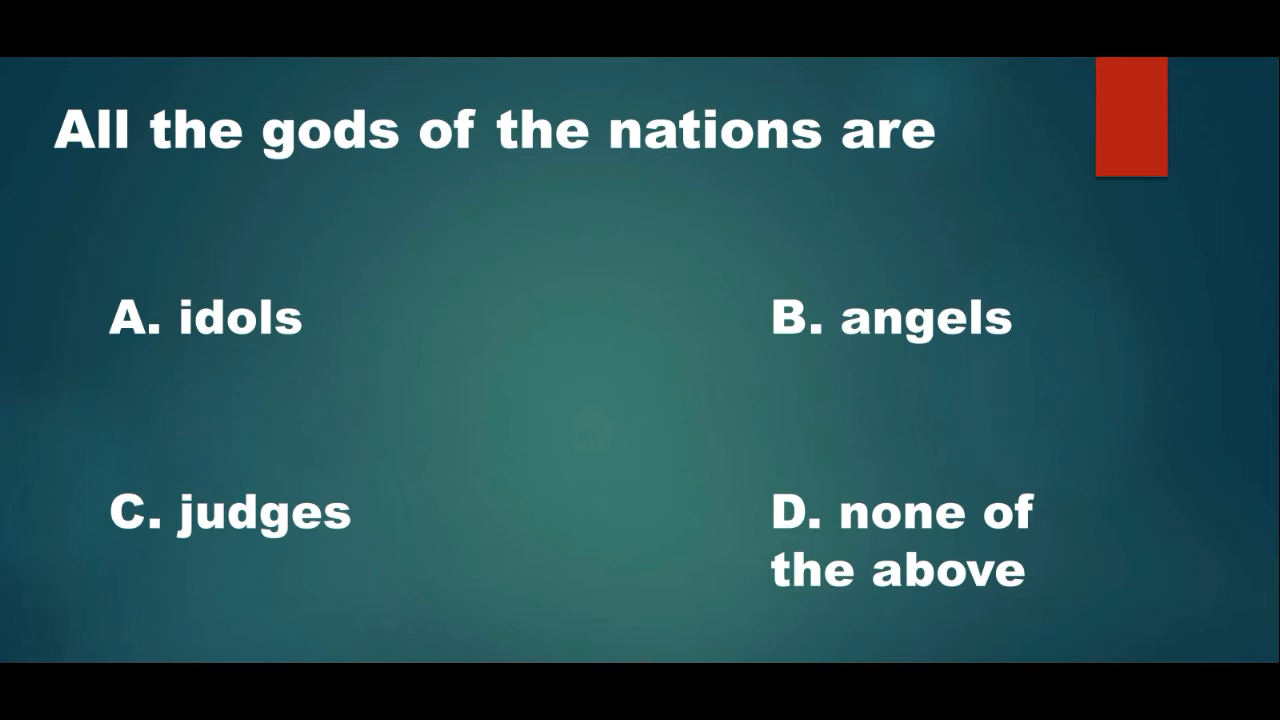 All the gods of the nations are
A. idols
B. angels
C. judges
D. none of
the above